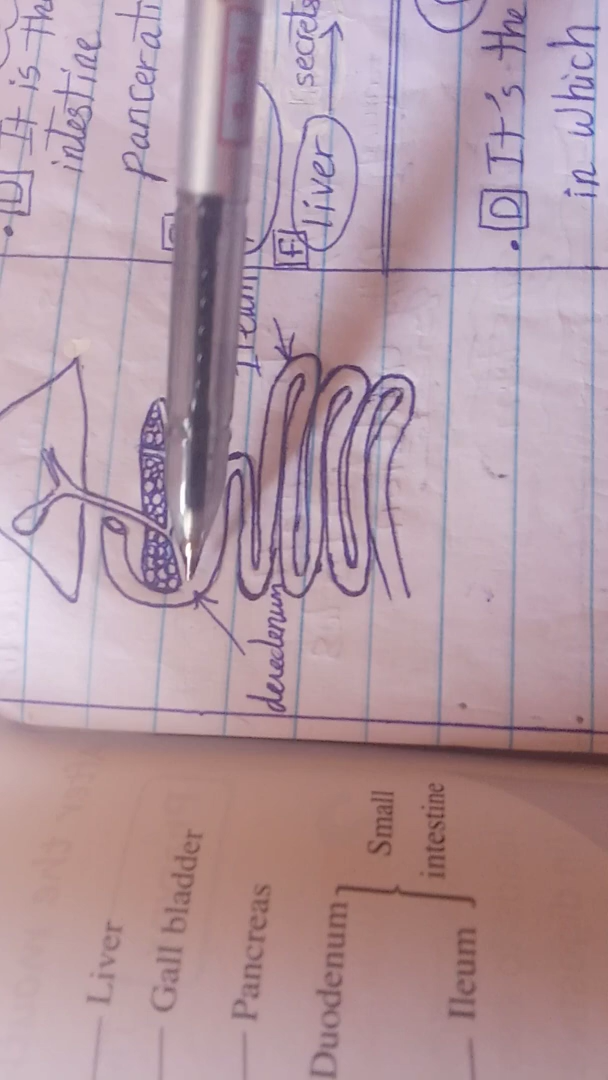 • D It is the
intestine
pancerati
F liver secrets →
Ileum
deredenum
• D It's the
in which
Liver
Gall bladder
Pancreas
Duodenum
Small
intestine
Ileum